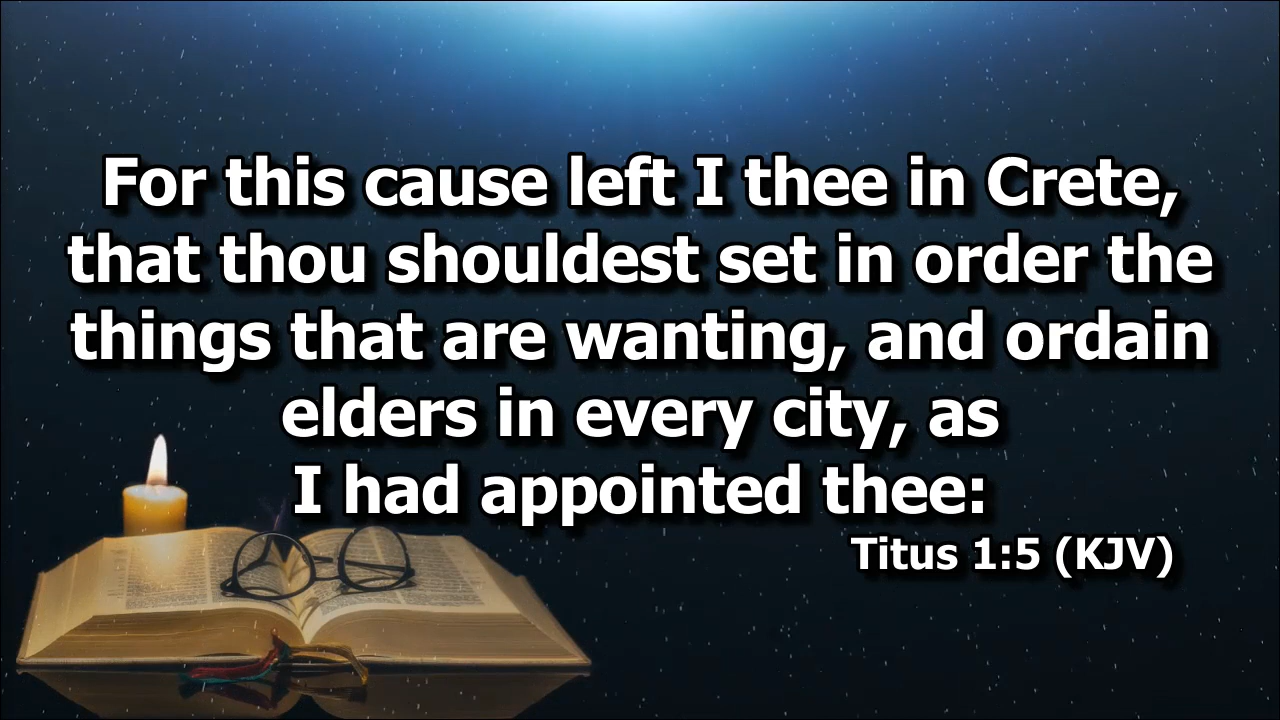 For this cause left I thee in Crete,
that thou shouldest set in order the
things that are wanting, and ordain
elders in every city, as
I had appointed thee:
Titus 1:5 (KJV)